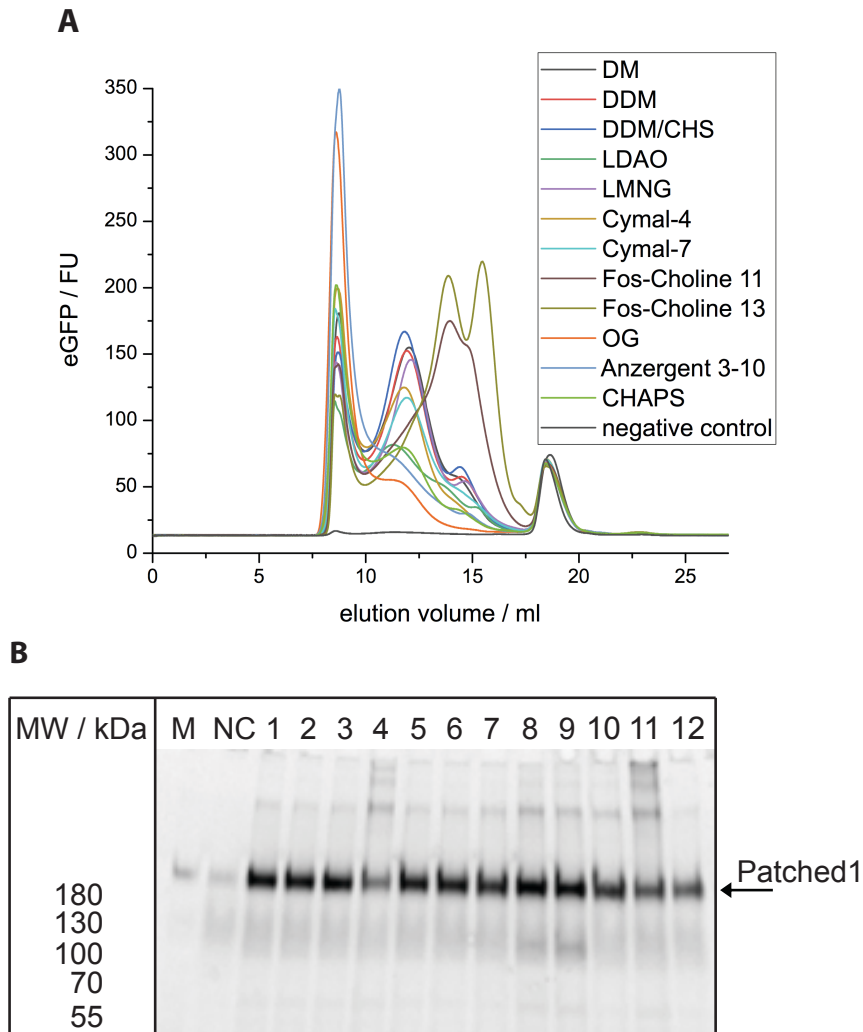 A
350
300
250
200
150
100
50
0
0 5 10 15 20 25
eGFP / FU
elution volume / ml
DM
DDM
DDM/CHS
LDAO
LMNG
Cymal-4
Cymal-7
Fos-Choline 11
Fos-Choline 13
OG
Anzergent 3-10
CHAPS
negative control
B
MW / kDa M NC 1 2 3 4 5 6 7 8 9 10 11 12
Patched1
180
130
100
70
55